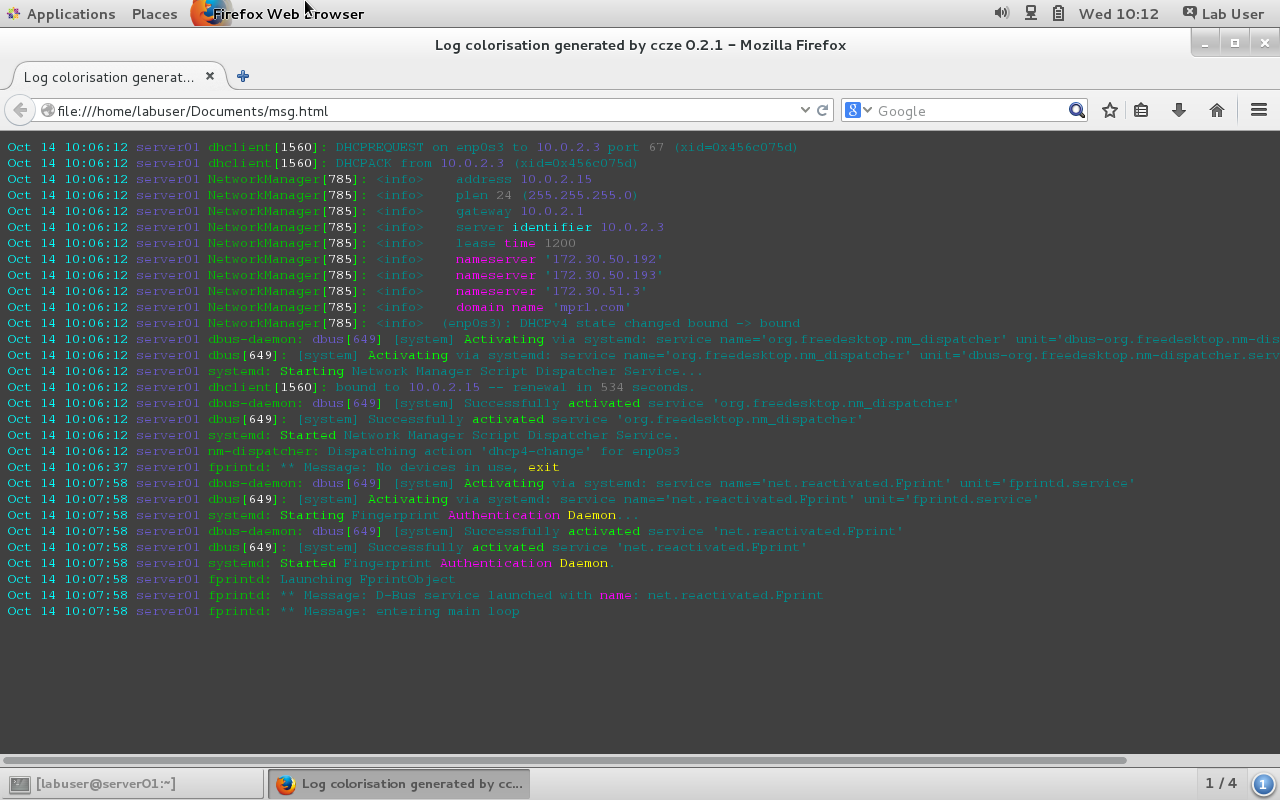 Applications Places Firefox Web Browser Wed 10:12 Lab User
Log colorisation generated by ccze 0.2.1 - Mozilla Firefox
Log colorisation generat...
file:///home/labuser/Documents/msg.html Google
Oct 14 10:06:12 server01 dhclient[1560]: DHCPREQUEST on enp0s3 to 10.0.2.3 port 67 (xid=0x456c075d)
Oct 14 10:06:12 server01 dhclient[1560]: DHCPACK from 10.0.2.3 (xid=0x456c075d)
Oct 14 10:06:12 server01 NetworkManager[785]: <info>    address 10.0.2.15
Oct 14 10:06:12 server01 NetworkManager[785]: <info>    plen 24 (255.255.255.0)
Oct 14 10:06:12 server01 NetworkManager[785]: <info>    gateway 10.0.2.1
Oct 14 10:06:12 server01 NetworkManager[785]: <info>    server identifier 10.0.2.3
Oct 14 10:06:12 server01 NetworkManager[785]: <info>    lease time 1200
Oct 14 10:06:12 server01 NetworkManager[785]: <info>    nameserver '172.30.50.192'
Oct 14 10:06:12 server01 NetworkManager[785]: <info>    nameserver '172.30.50.193'
Oct 14 10:06:12 server01 NetworkManager[785]: <info>    nameserver '172.30.51.3'
Oct 14 10:06:12 server01 NetworkManager[785]: <info>    domain name 'mpr1.com'
Oct 14 10:06:12 server01 NetworkManager[785]: <info>  (enp0s3): DHCPv4 state changed bound -> bound
Oct 14 10:06:12 server01 dbus-daemon: dbus[649] [system] Activating via systemd: service name='org.freedesktop.nm_dispatcher' unit='dbus-org.freedesktop.nm-dis
Oct 14 10:06:12 server01 dbus[649]: [system] Activating via systemd: service name='org.freedesktop.nm_dispatcher' unit='dbus-org.freedesktop.nm-dispatcher.serv
Oct 14 10:06:12 server01 systemd: Starting Network Manager Script Dispatcher Service...
Oct 14 10:06:12 server01 dhclient[1560]: bound to 10.0.2.15 -- renewal in 534 seconds.
Oct 14 10:06:12 server01 dbus-daemon: dbus[649] [system] Successfully activated service 'org.freedesktop.nm_dispatcher'
Oct 14 10:06:12 server01 dbus[649]: [system] Successfully activated service 'org.freedesktop.nm_dispatcher'
Oct 14 10:06:12 server01 systemd: Started Network Manager Script Dispatcher Service.
Oct 14 10:06:12 server01 nm-dispatcher: Dispatching action 'dhcp4-change' for enp0s3
Oct 14 10:06:37 server01 fprintd: ** Message: No devices in use, exit
Oct 14 10:07:58 server01 dbus-daemon: dbus[649] [system] Activating via systemd: service name='net.reactivated.Fprint' unit='fprintd.service'
Oct 14 10:07:58 server01 dbus[649]: [system] Activating via systemd: service name='net.reactivated.Fprint' unit='fprintd.service'
Oct 14 10:07:58 server01 systemd: Starting Fingerprint Authentication Daemon...
Oct 14 10:07:58 server01 dbus-daemon: dbus[649] [system] Successfully activated service 'net.reactivated.Fprint'
Oct 14 10:07:58 server01 dbus[649]: [system] Successfully activated service 'net.reactivated.Fprint'
Oct 14 10:07:58 server01 systemd: Started Fingerprint Authentication Daemon.
Oct 14 10:07:58 server01 fprintd: Launching FprintObject
Oct 14 10:07:58 server01 fprintd: ** Message: D-Bus service launched with name: net.reactivated.Fprint
Oct 14 10:07:58 server01 fprintd: ** Message: entering main loop
[labuser@server01:~] Log colorisation generated by cc... 1 / 4 1